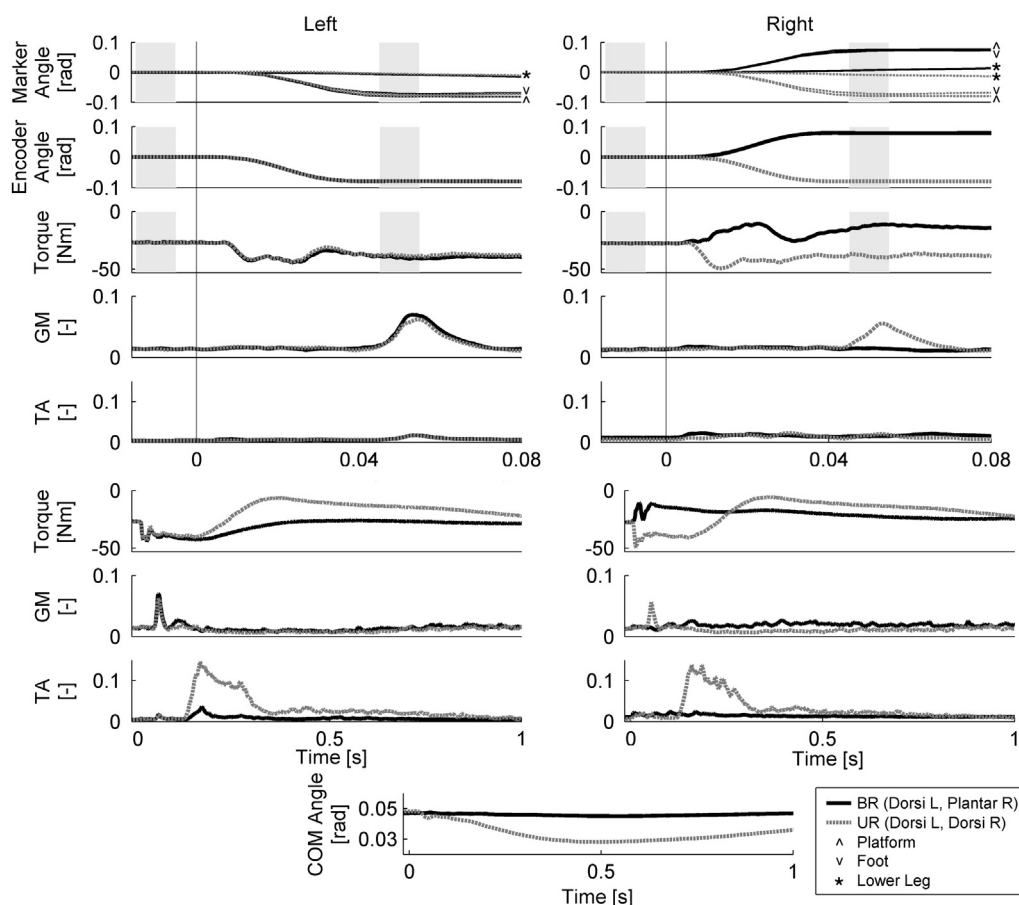 Left
Right
Marker
Angle
[rad]
0.1
0
-0.1
*
v
^
0.1
0
-0.1
^
v
*
*
v
^
Encoder
Angle
[rad]
0.1
0
-0.1
0.1
0
-0.1
Torque
[Nm]
0
-50
0
-50
GM
[-]
0.1
0
0.1
0
TA
[-]
0.1
0
0.1
0
0 0.04 0.08
0 0.04 0.08
Torque
[Nm]
0
-50
0
-50
GM
[-]
0.1
0
0.1
0
TA
[-]
0.1
0
0.1
0
0 0.5 1
0 0.5 1
Time [s]
Time [s]
COM Angle
[rad]
0.05
0.03
0 0.5 1
Time [s]
BR (Dorsi L, Plantar R)
UR (Dorsi L, Dorsi R)
^ Platform
v Foot
* Lower Leg